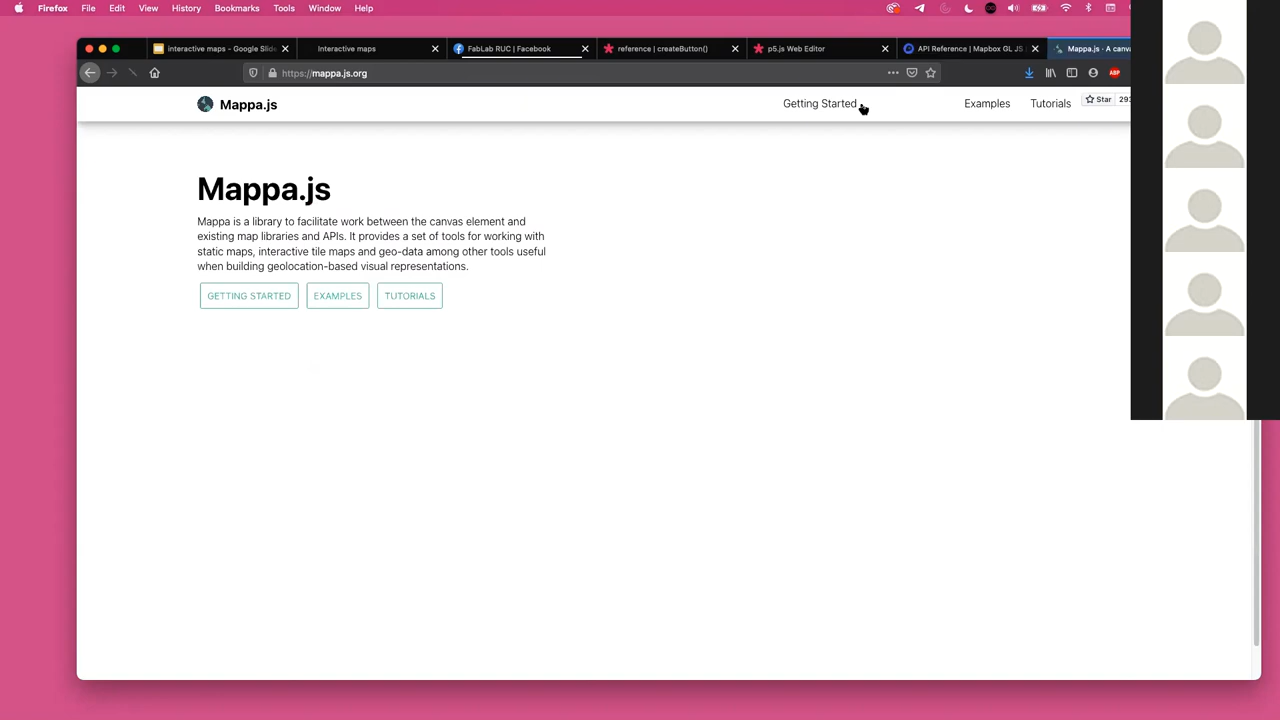 Firefox File Edit View History Bookmarks Tools Window Help
interactive maps - Google Slide
Interactive maps
FabLab RUC | Facebook
reference | createButton()
p5.js Web Editor
API Reference | Mapbox GL JS
Mappa.js · A canva
https://mappa.js.org
ABP
Mappa.js
Getting Started
Examples
Tutorials
Star
293
Mappa.js
Mappa is a library to facilitate work between the canvas element and
existing map libraries and APIs. It provides a set of tools for working with
static maps, interactive tile maps and geo-data among other tools useful
when building geolocation-based visual representations.
GETTING STARTED
EXAMPLES
TUTORIALS